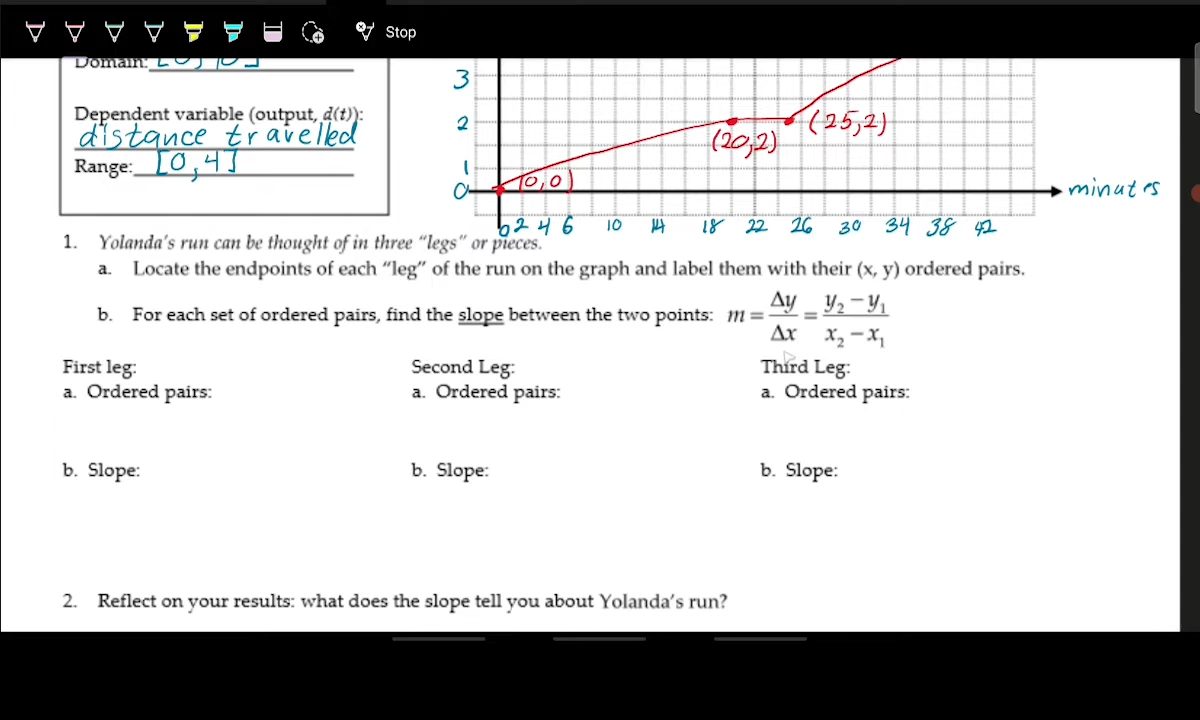 Stop
Domain:
3
Dependent variable (output, d(t)):
distance travelled
2
(20,2)
(25,2)
Range: [0,4]
1
(0,0)
0
minutes
0 2 4 6 10 14 18 22 26 30 34 38 42
1. Yolanda's run can be thought of in three "legs" or pieces.
a. Locate the endpoints of each "leg" of the run on the graph and label them with their (x, y) ordered pairs.
b. For each set of ordered pairs, find the slope between the two points: m = Δy/Δx = y₂ − y₁/x₂ − x₁
First leg: Second Leg: Third Leg:
a. Ordered pairs: a. Ordered pairs: a. Ordered pairs:
b. Slope: b. Slope: b. Slope:
2. Reflect on your results: what does the slope tell you about Yolanda's run?